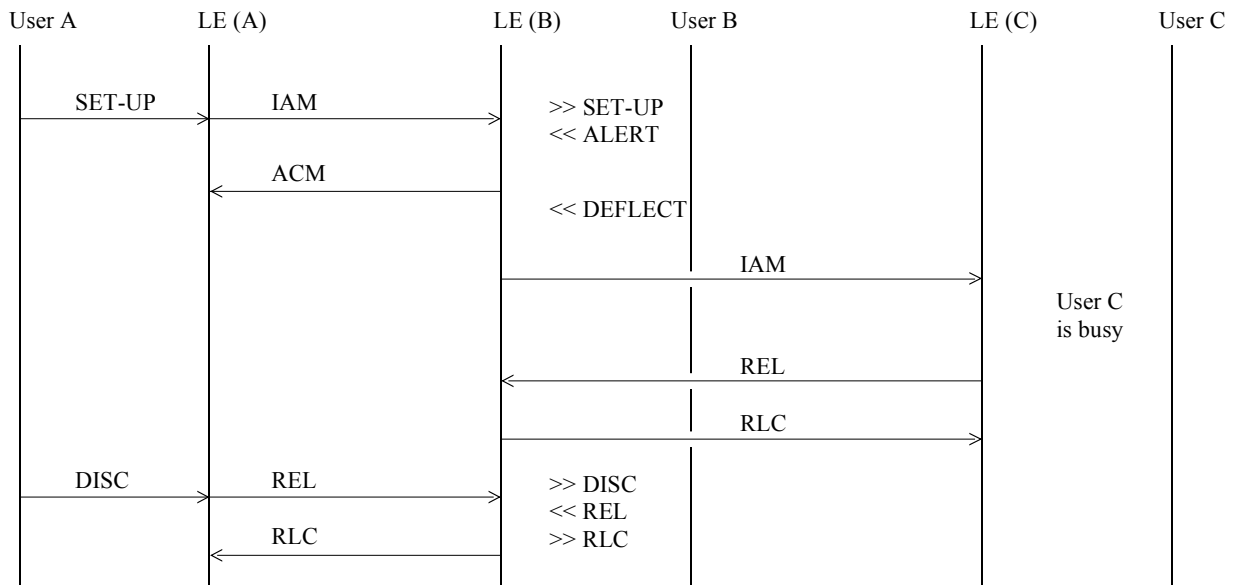 User A LE (A) LE (B) User B LE (C) User C
SET-UP IAM >> SET-UP
<< ALERT
ACM
<< DEFLECT
IAM
User C
is busy
REL
RLC
DISC REL >> DISC
<< REL
RLC >> RLC